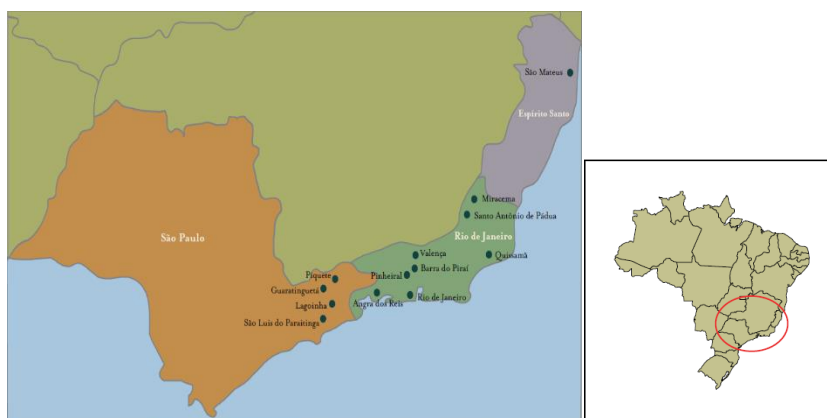 São Mateus
Espírito Santo
Miracema
Santo Antônio de Pádua
São Paulo
Rio de Janeiro
Valença
Quissamã
Barra do Piraí
Piquete
Pinheiral
Guaratinguetá
Angra dos Reis
Rio de Janeiro
Lagoinha
São Luis do Paraitinga